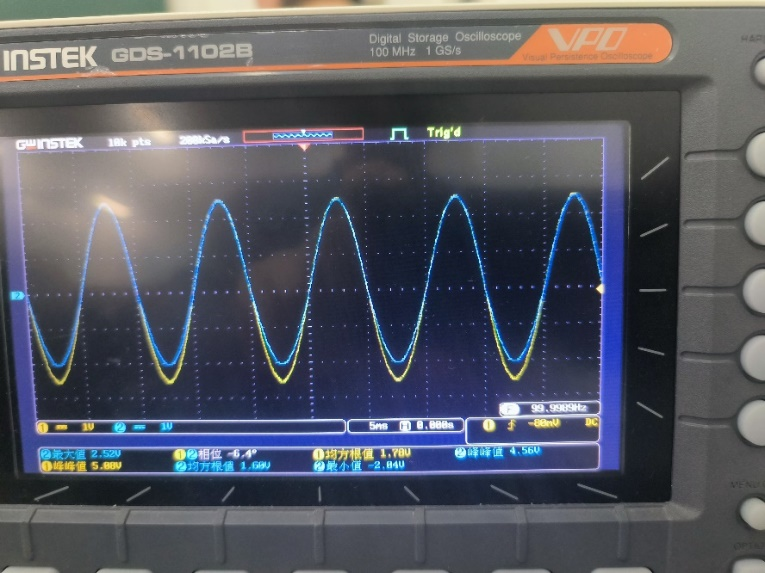 INSTEK GDS-1102B
Digital Storage Oscilloscope
100 MHz 1 GS/s
VPO
Visual Persistence Oscilloscope
GWINSTEK 10k pts 200kSa/s Trig'd
2
F 99.9989Hz
1 1V 2 1V 5ms H 0.000s 1 -80mV DC
2最大值 2.52V 12相位 -6.4° 1均方根值 1.78V 2峰峰值 4.56V
1峰峰值 5.08V 2均方根值 1.60V 2最小值 -2.04V